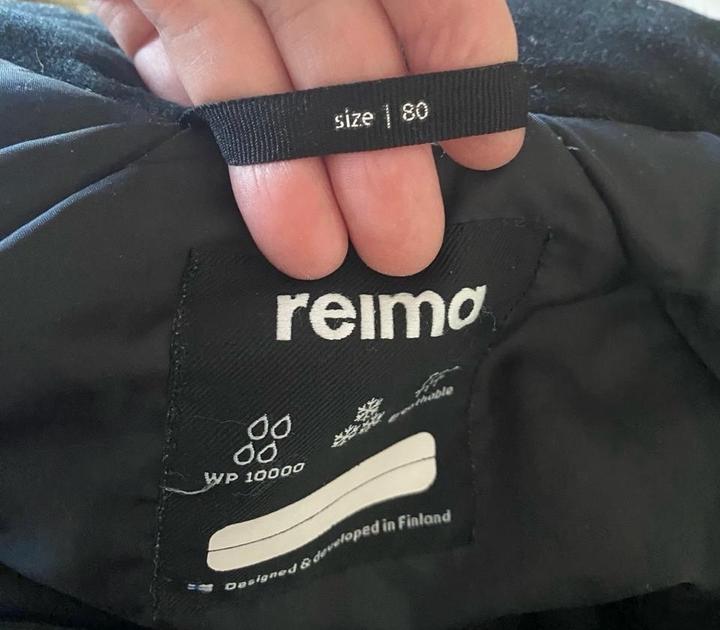 size | 80
reima
breathable
WP 10000
Designed & developed in Finland